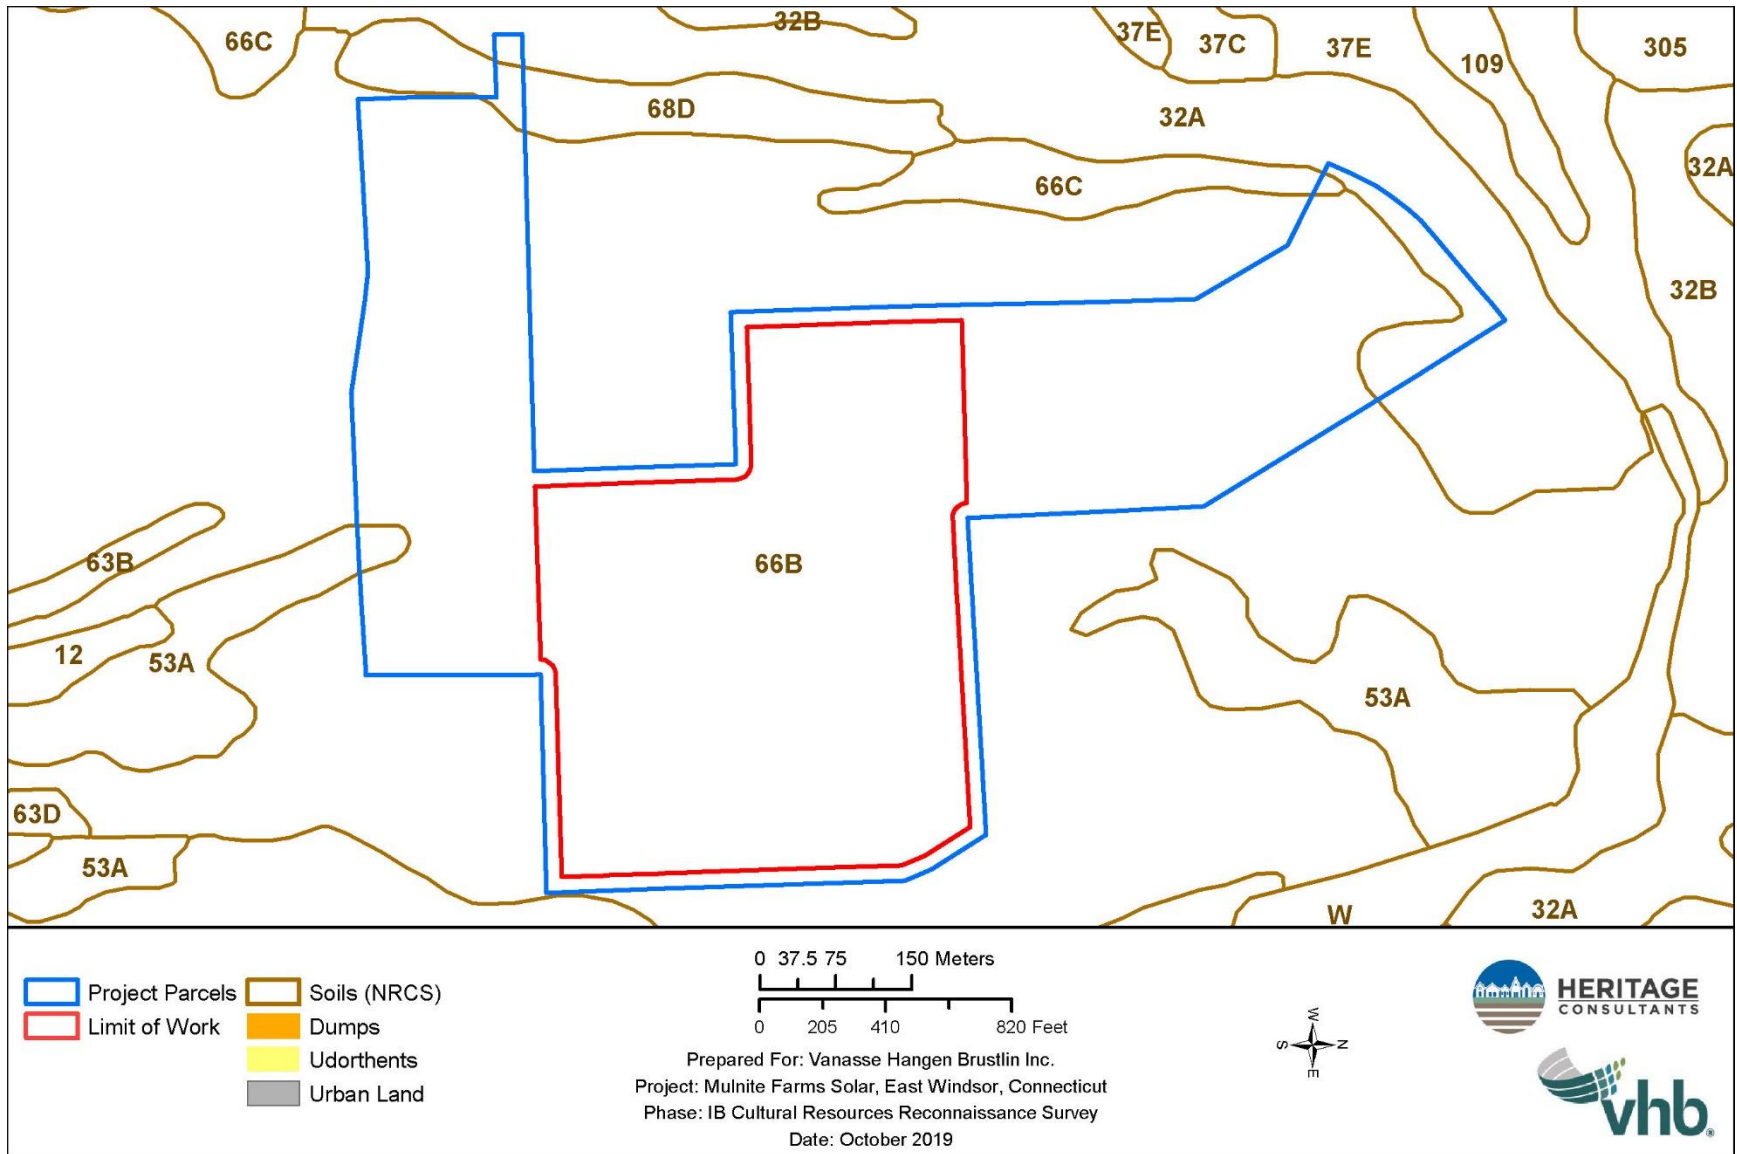 66C
32B
37E
37C
37E
109
305
68D
32A
32A
66C
32B
66B
63B
12
53A
53A
63D
53A
W
32A
Project Parcels
Limit of Work
Soils (NRCS)
Dumps
Udorthents
Urban Land
0 37.5 75 150 Meters
0 205 410 820 Feet
Prepared For: Vanasse Hangen Brustlin Inc.
Project: Mulnite Farms Solar, East Windsor, Connecticut
Phase: IB Cultural Resources Reconnaissance Survey
Date: October 2019
W
S N
E
HERITAGE
CONSULTANTS
vhb®